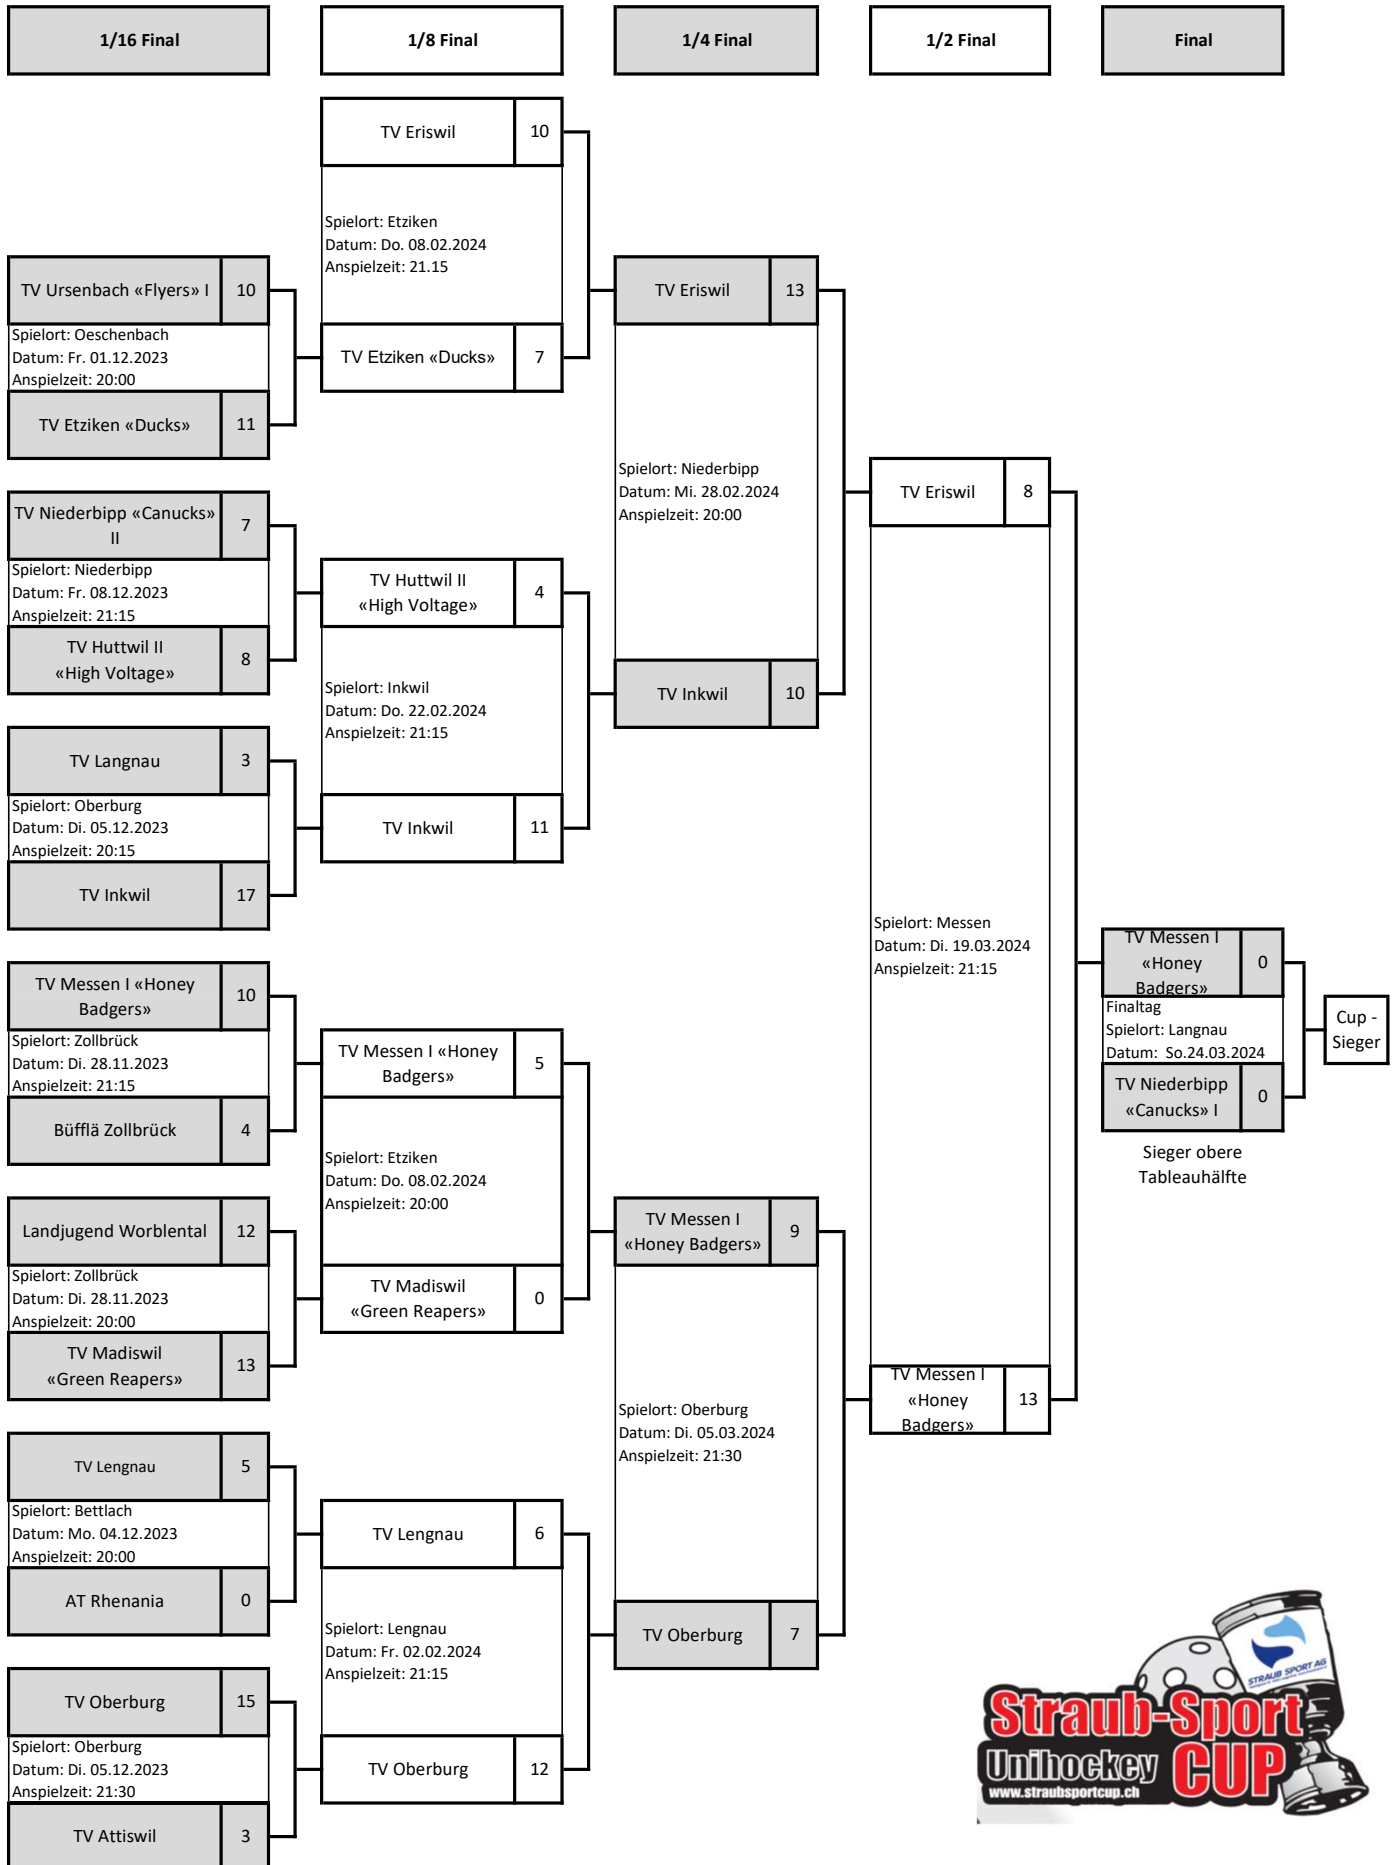 1/16 Final
1/8 Final
1/4 Final
1/2 Final
Final
TV Ursenbach «Flyers» I
10
Spielort: Oeschenbach
Datum: Fr. 01.12.2023
Anspielzeit: 20:00
TV Etziken «Ducks»
11
TV Niederbipp «Canucks»
II
7
Spielort: Niederbipp
Datum: Fr. 08.12.2023
Anspielzeit: 21:15
TV Huttwil II
«High Voltage»
8
TV Langnau
3
Spielort: Oberburg
Datum: Di. 05.12.2023
Anspielzeit: 20:15
TV Inkwil
17
TV Messen I «Honey
Badgers»
10
Spielort: Zollbrück
Datum: Di. 28.11.2023
Anspielzeit: 21:15
Büfflä Zollbrück
4
Landjugend Worblental
12
Spielort: Zollbrück
Datum: Di. 28.11.2023
Anspielzeit: 20:00
TV Madiswil
«Green Reapers»
13
TV Lengnau
5
Spielort: Bettlach
Datum: Mo. 04.12.2023
Anspielzeit: 20:00
AT Rhenania
0
TV Oberburg
15
Spielort: Oberburg
Datum: Di. 05.12.2023
Anspielzeit: 21:30
TV Attiswil
3
TV Eriswil
10
Spielort: Etziken
Datum: Do. 08.02.2024
Anspielzeit: 21.15
TV Etziken «Ducks»
7
TV Huttwil II
«High Voltage»
4
Spielort: Inkwil
Datum: Do. 22.02.2024
Anspielzeit: 21:15
TV Inkwil
11
TV Messen I «Honey
Badgers»
5
Spielort: Etziken
Datum: Do. 08.02.2024
Anspielzeit: 20:00
TV Madiswil
«Green Reapers»
0
TV Lengnau
6
Spielort: Lengnau
Datum: Fr. 02.02.2024
Anspielzeit: 21:15
TV Oberburg
12
TV Eriswil
13
Spielort: Niederbipp
Datum: Mi. 28.02.2024
Anspielzeit: 20:00
TV Inkwil
10
TV Messen I
«Honey Badgers»
9
Spielort: Oberburg
Datum: Di. 05.03.2024
Anspielzeit: 21:30
TV Oberburg
7
TV Eriswil
8
Spielort: Messen
Datum: Di. 19.03.2024
Anspielzeit: 21:15
TV Messen I
«Honey
Badgers»
13
TV Messen I
«Honey
Badgers»
0
Finaltag
Spielort: Langnau
Datum: So.24.03.2024
TV Niederbipp
«Canucks» I
0
Sieger obere
Tableauhälfte
Cup -
Sieger
STRAUB SPORT AG
Straub-Sport
Unihockey CUP
www.straubsportcup.ch